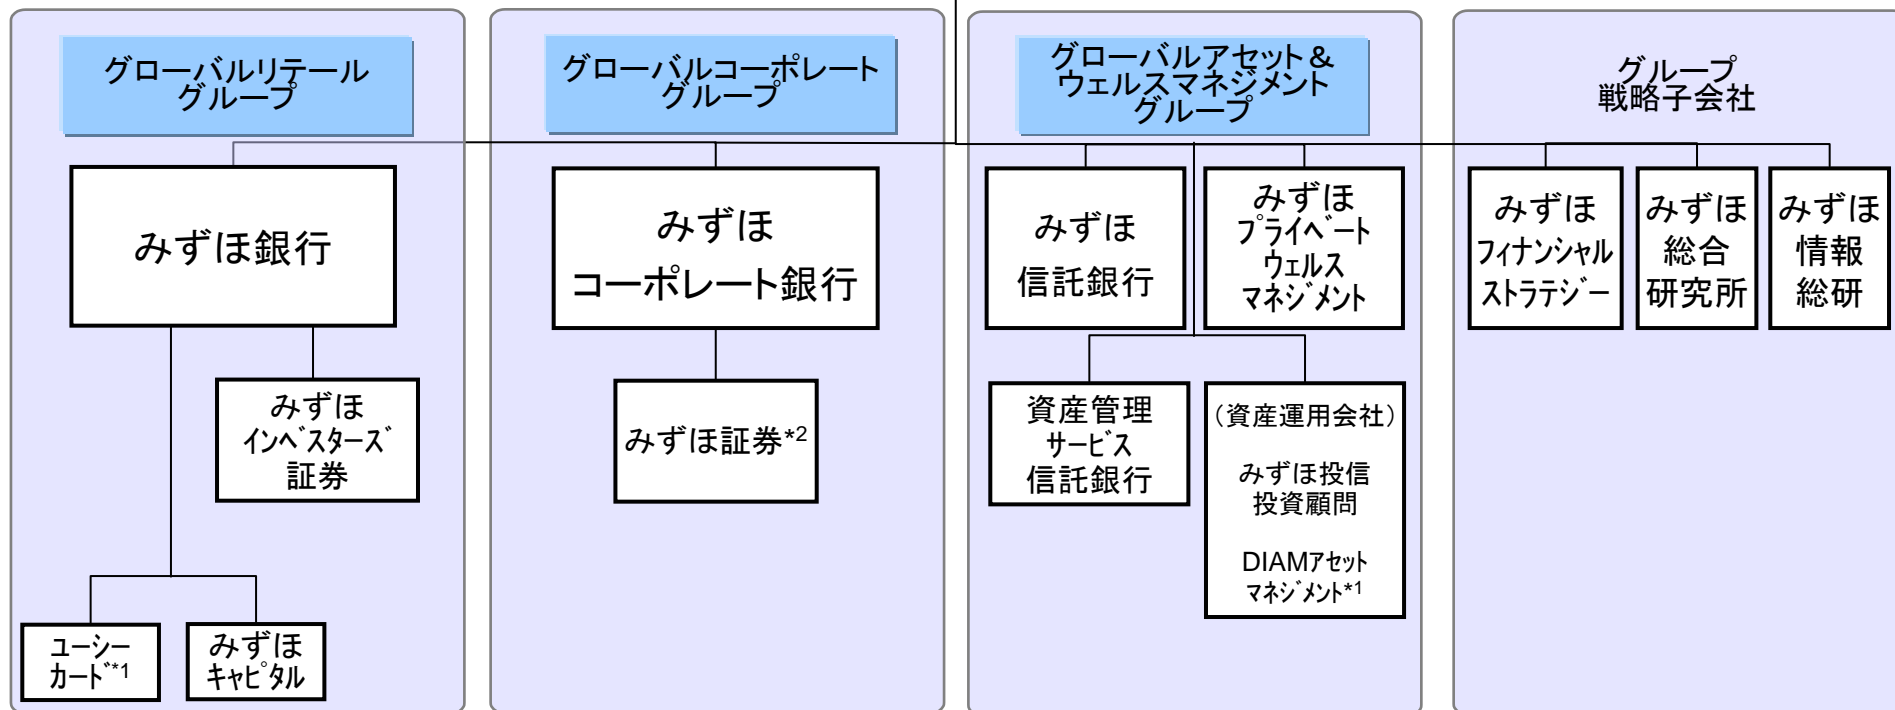 グローバルリテール
グループ
グローバルコーポレート
グループ
グローバルアセット&
ウェルスマネジメント
グループ
グループ
戦略子会社
みずほ銀行
みずほ
コーポレート銀行
みずほ
信託銀行
みずほ
プライベート
ウェルス
マネジメント
みずほ
フィナンシャル
ストラテジー
みずほ
総合
研究所
みずほ
情報
総研
みずほ
インベスターズ
証券
みずほ証券*2
資産管理
サービス
信託銀行
(資産運用会社)
みずほ投信
投資顧問
DIAMアセット
マネジメント*1
ユーシー
カード*1
みずほ
キャピタル